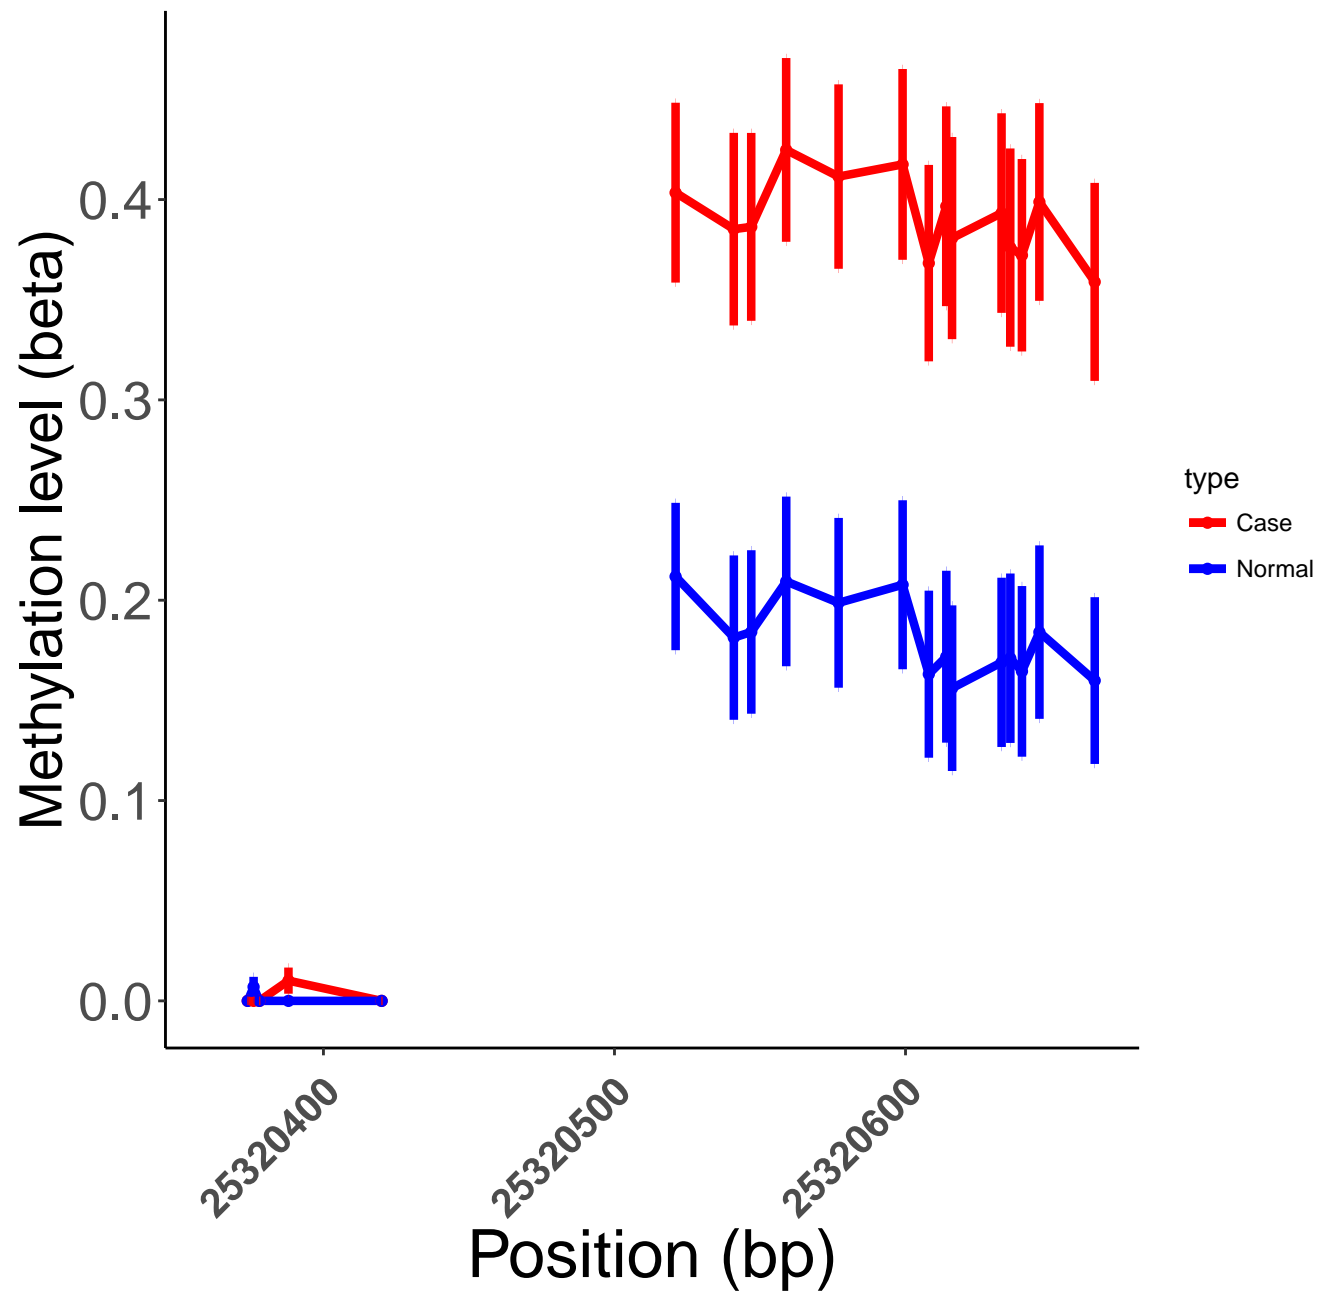 Methylation level (beta)
0.4
0.3
0.2
0.1
0.0
25320400
25320500
25320600
Position (bp)
type
Case
Normal